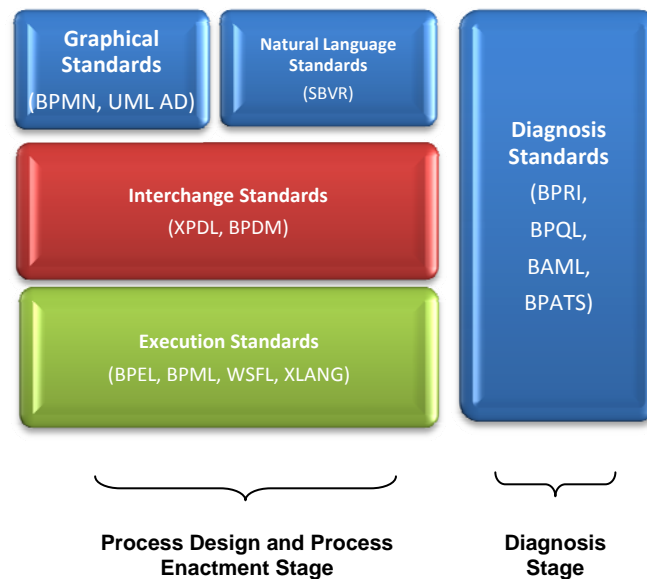 Graphical
Standards
(BPMN, UML AD)
Natural Language
Standards
(SBVR)
Interchange Standards
(XPDL, BPDM)
Execution Standards
(BPEL, BPML, WSFL, XLANG)
Diagnosis
Standards
(BPRI,
BPQL,
BAML,
BPATS)
Process Design and Process
Enactment Stage
Diagnosis
Stage